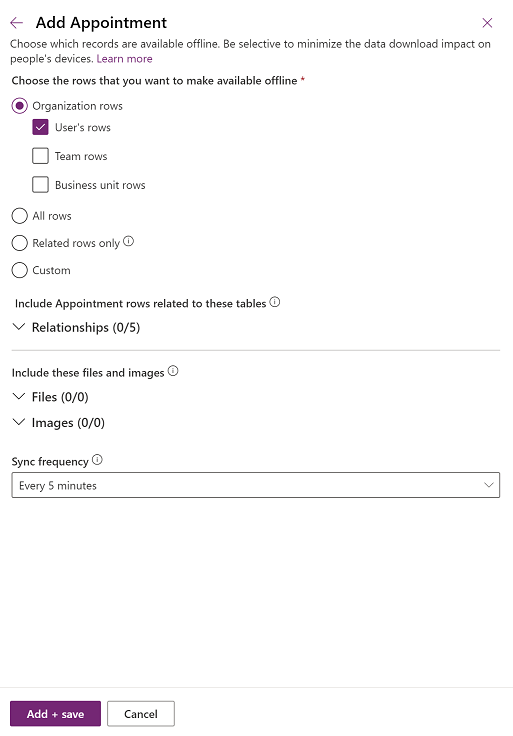 Add Appointment
Choose which records are available offline. Be selective to minimize the data download impact on
people's devices. Learn more
Choose the rows that you want to make available offline *
Organization rows
User's rows
Team rows
Business unit rows
All rows
Related rows only
Custom
Include Appointment rows related to these tables
Relationships (0/5)
Include these files and images
Files (0/0)
Images (0/0)
Sync frequency
Every 5 minutes
Add + save Cancel